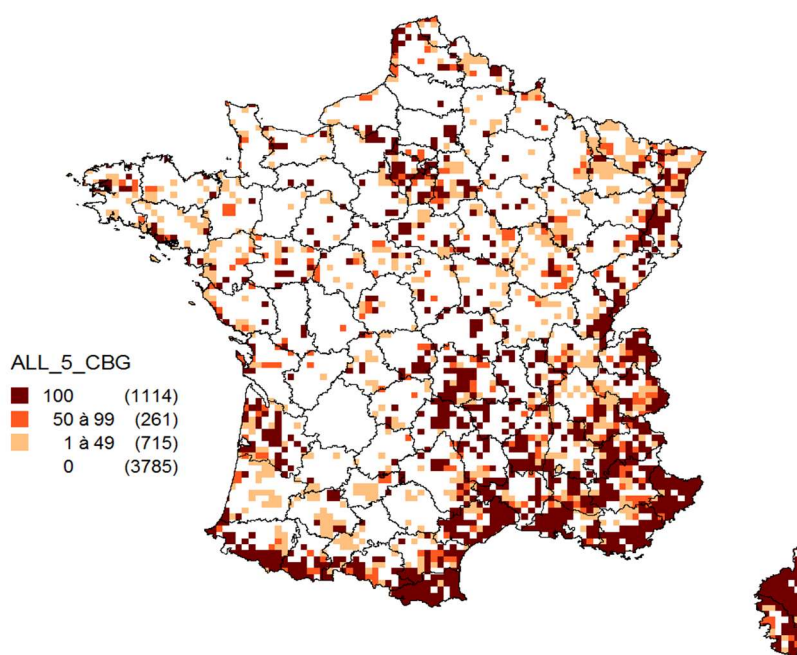 ALL_5_CBG
100 (1114)
50 à 99 (261)
1 à 49 (715)
0 (3785)